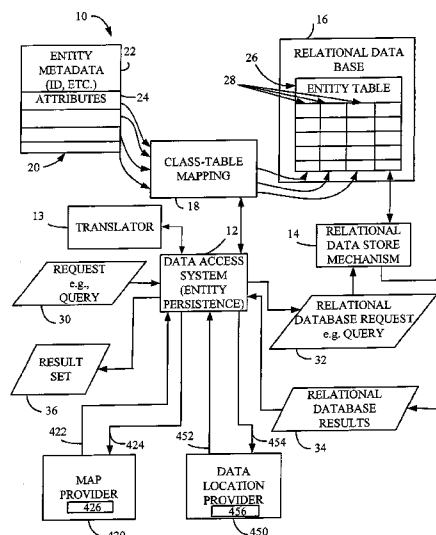 10
ENTITY
METADATA
(ID, ETC.)
22
ATTRIBUTES
24
20
16
RELATIONAL DATA
BASE
26
28
ENTITY TABLE
CLASS-TABLE
MAPPING
18
13
TRANSLATOR
12
DATA ACCESS
SYSTEM
(ENTITY
PERSISTENCE)
14
RELATIONAL
DATA STORE
MECHANISM
REQUEST
e.g.,
QUERY
30
RELATIONAL
DATABASE REQUEST
e.g. QUERY
32
RESULT
SET
36
RELATIONAL
DATABASE
RESULTS
34
422
424
452
454
MAP
PROVIDER
426
420
DATA
LOCATION
PROVIDER
456
450